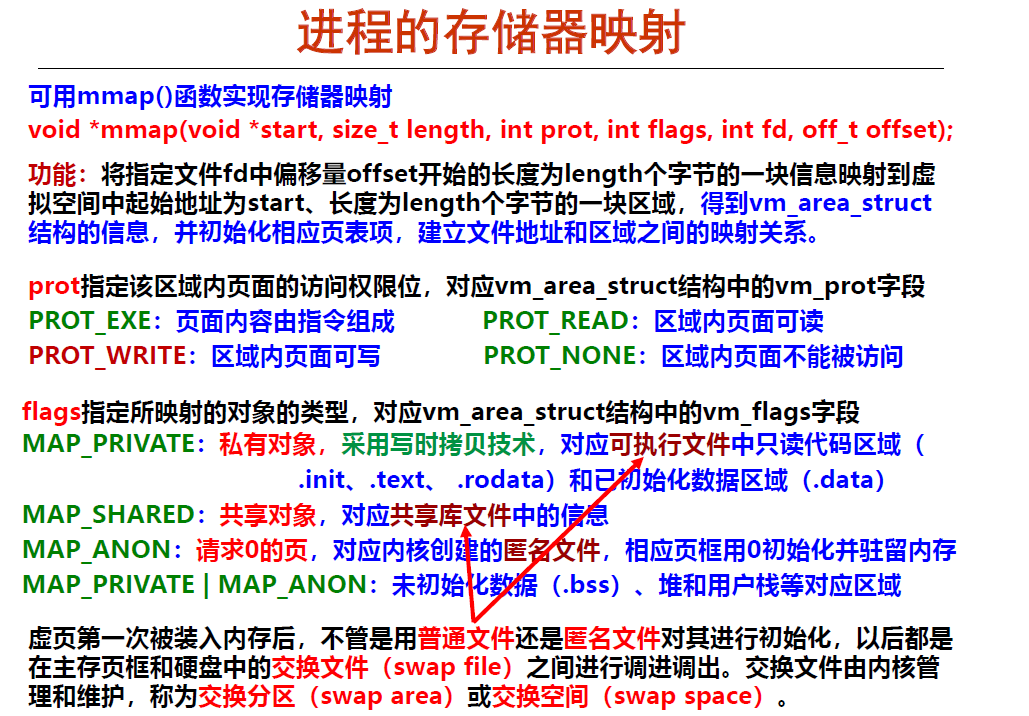 进程的存储器映射
可用mmap()函数实现存储器映射
void *mmap(void *start, size_t length, int prot, int flags, int fd, off_t offset);
功能：将指定文件fd中偏移量offset开始的长度为length个字节的一块信息映射到虚
拟空间中起始地址为start、长度为length个字节的一块区域，得到vm_area_struct
结构的信息，并初始化相应页表项，建立文件地址和区域之间的映射关系。
prot指定该区域内页面的访问权限位，对应vm_area_struct结构中的vm_prot字段
PROT_EXE：页面内容由指令组成 PROT_READ：区域内页面可读
PROT_WRITE：区域内页面可写 PROT_NONE：区域内页面不能被访问
flags指定所映射的对象的类型，对应vm_area_struct结构中的vm_flags字段
MAP_PRIVATE：私有对象，采用写时拷贝技术，对应可执行文件中只读代码区域（
.init、.text、 .rodata）和已初始化数据区域（.data）
MAP_SHARED：共享对象，对应共享库文件中的信息
MAP_ANON：请求0的页，对应内核创建的匿名文件，相应页框用0初始化并驻留内存
MAP_PRIVATE | MAP_ANON：未初始化数据（.bss）、堆和用户栈等对应区域
虚页第一次被装入内存后，不管是用普通文件还是匿名文件对其进行初始化，以后都是
在主存页框和硬盘中的交换文件（swap file）之间进行调进调出。交换文件由内核管
理和维护，称为交换分区（swap area）或交换空间（swap space）。